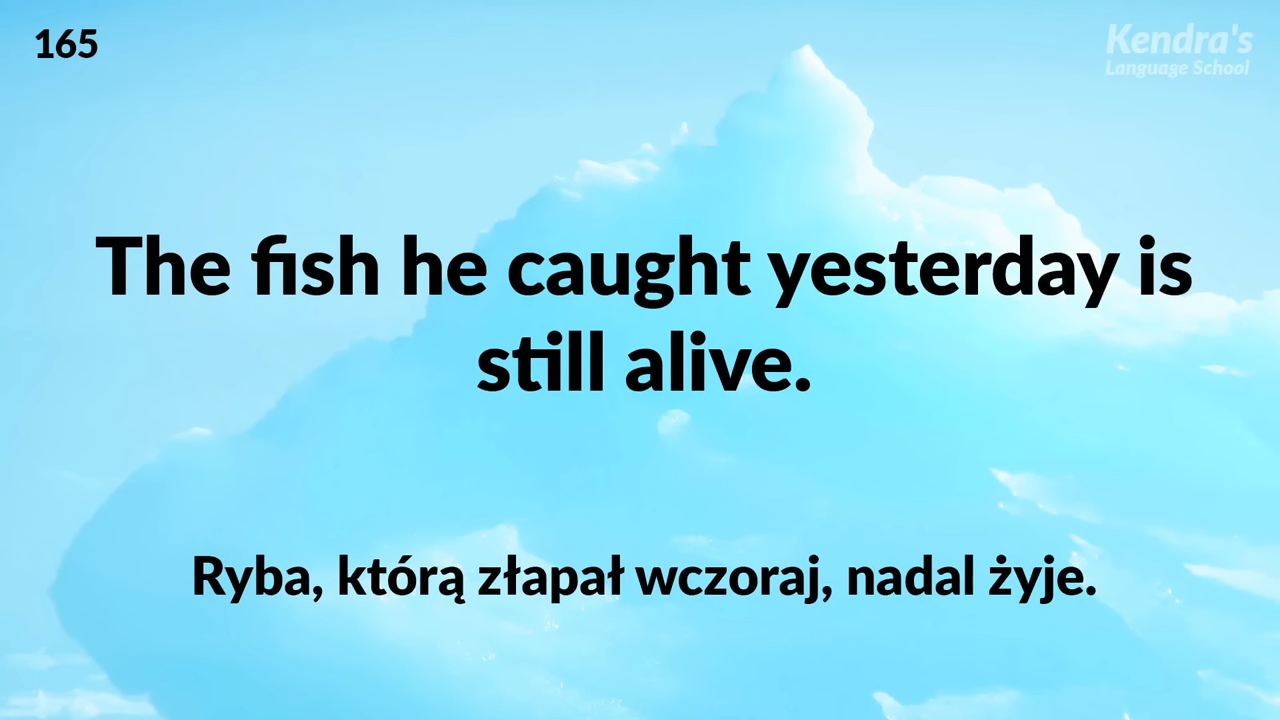 165
Kendra's
Language School
The fish he caught yesterday is
still alive.
Ryba, którą złapał wczoraj, nadal żyje.